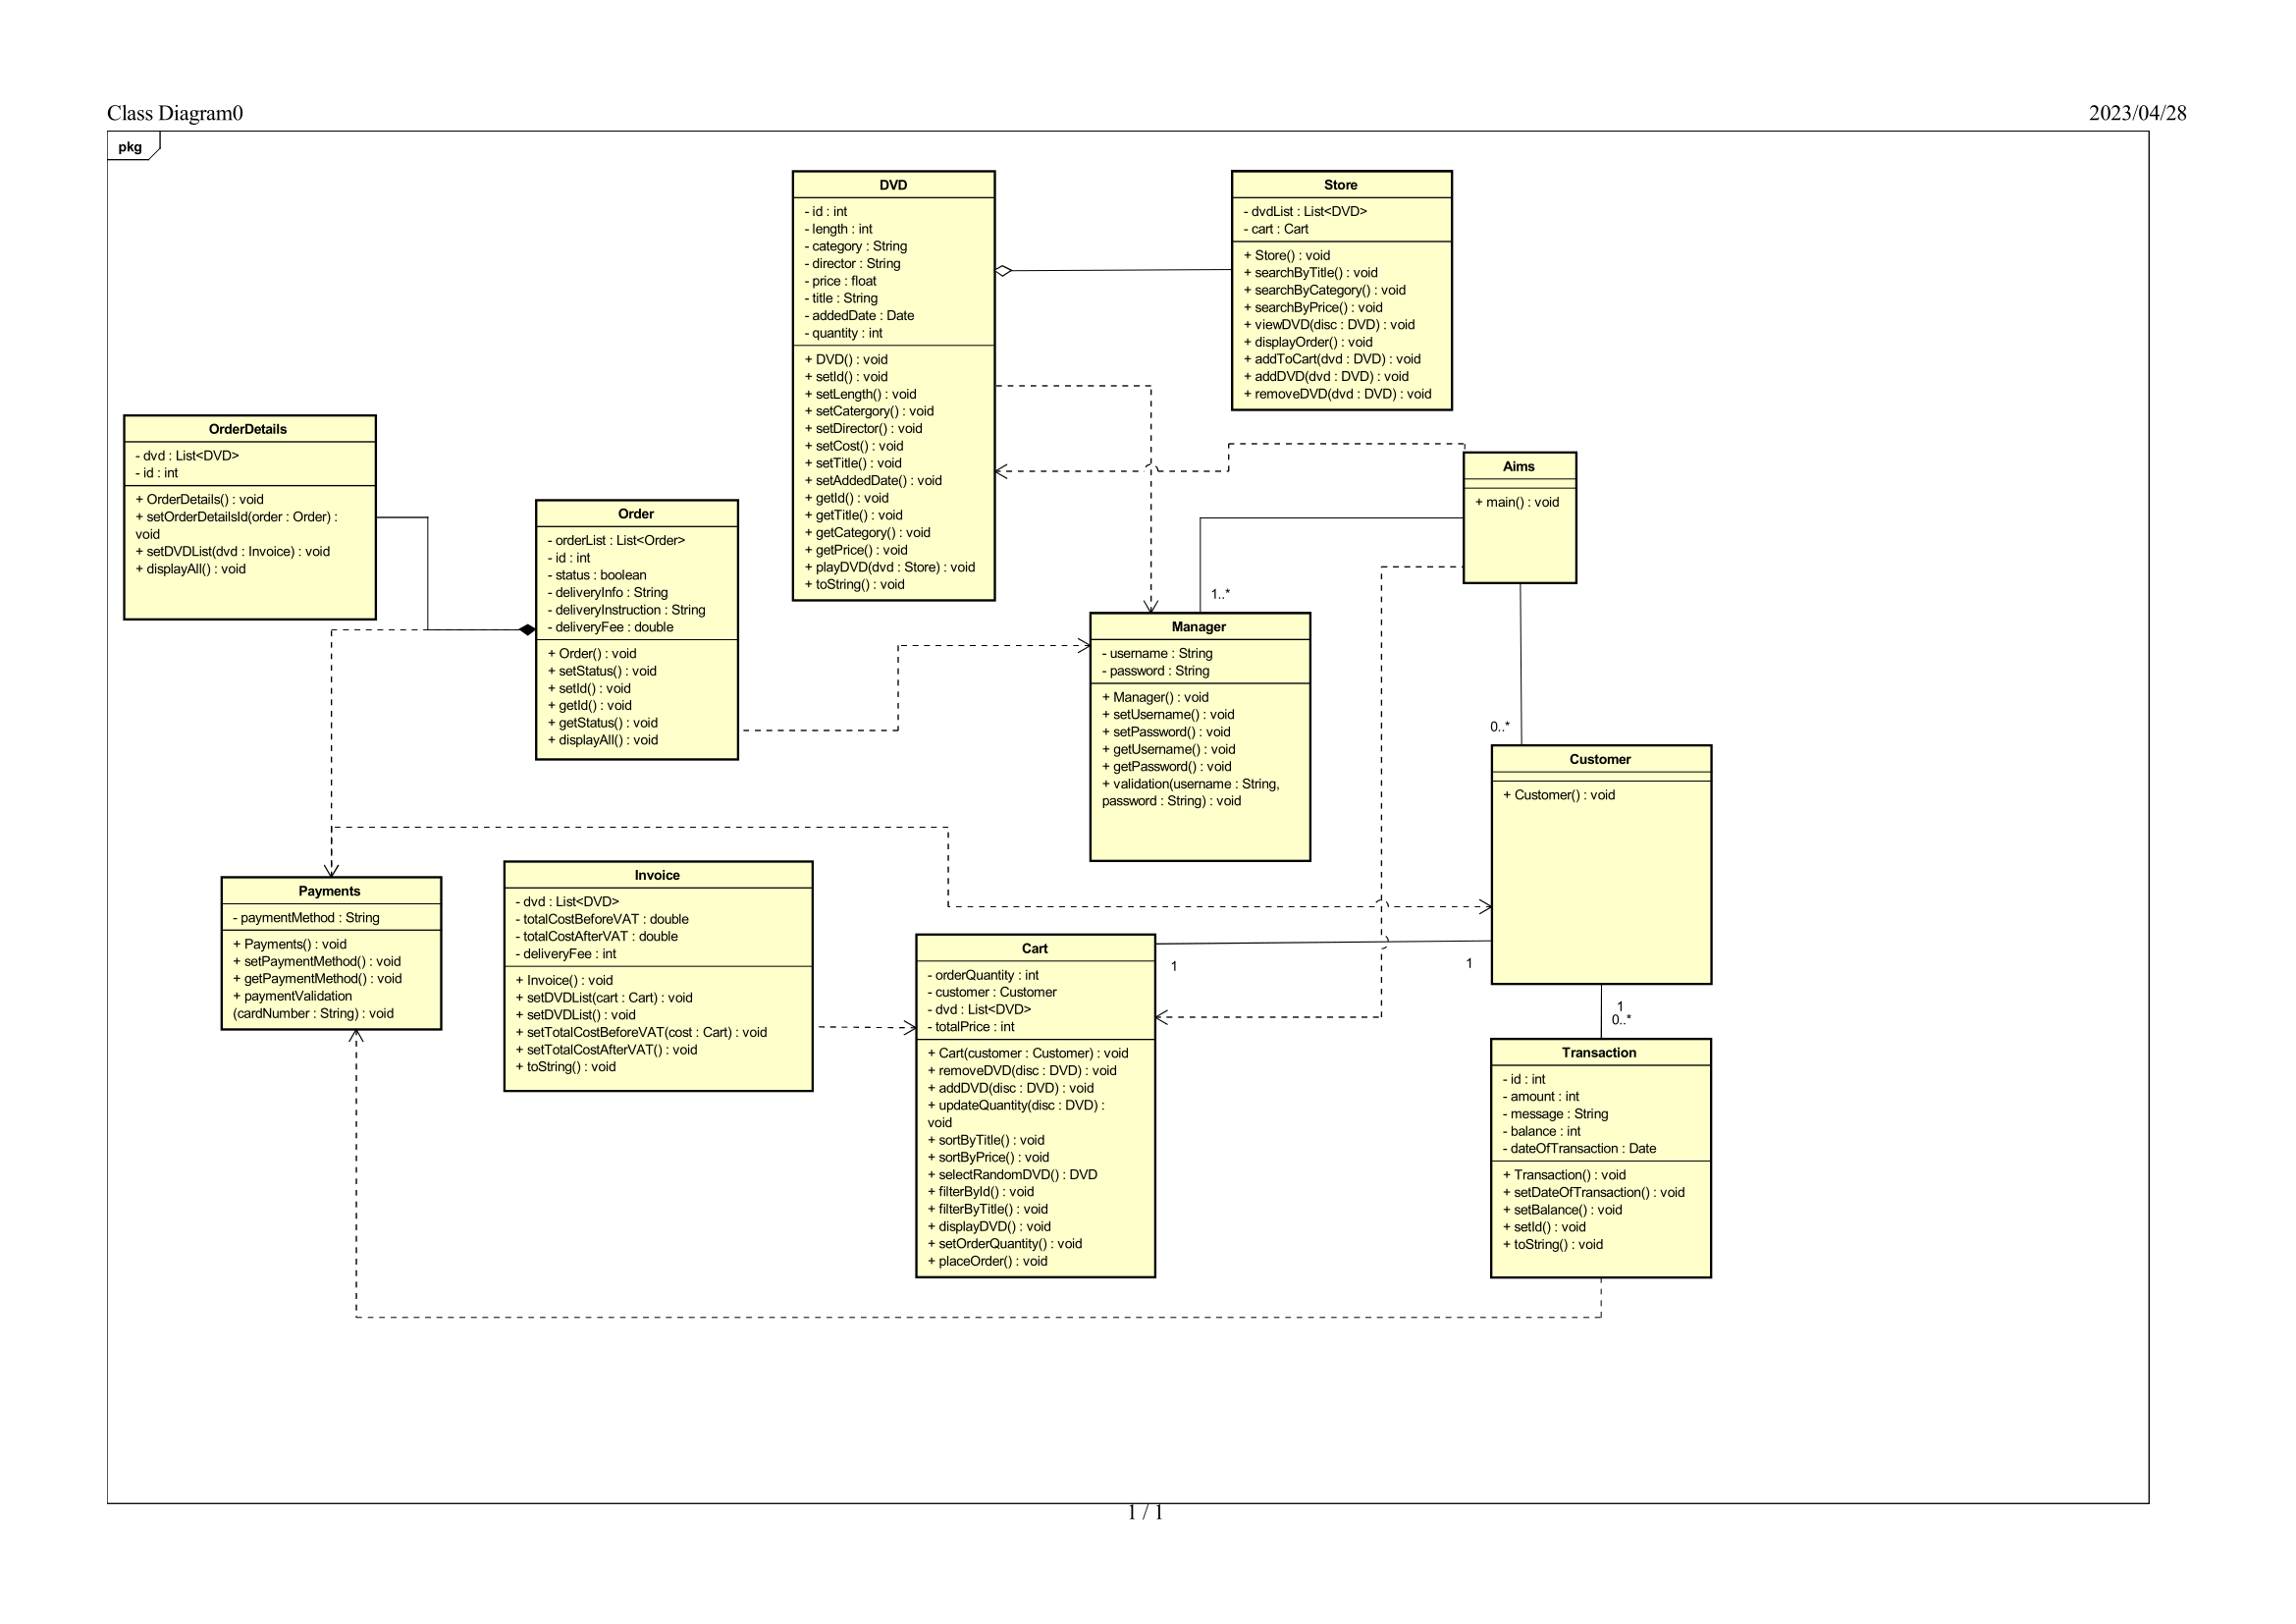 Class Diagram0
2023/04/28
pkg
DVD
- id : int
- length : int
- category : String
- director : String
- price : float
- title : String
- addedDate : Date
- quantity : int
+ DVD() : void
+ setId() : void
+ setLength() : void
+ setCatergory() : void
+ setDirector() : void
+ setCost() : void
+ setTitle() : void
+ setAddedDate() : void
+ getId() : void
+ getTitle() : void
+ getCategory() : void
+ getPrice() : void
+ playDVD(dvd : Store) : void
+ toString() : void
Store
- dvdList : List<DVD>
- cart : Cart
+ Store() : void
+ searchByTitle() : void
+ searchByCategory() : void
+ searchByPrice() : void
+ viewDVD(disc : DVD) : void
+ displayOrder() : void
+ addToCart(dvd : DVD) : void
+ addDVD(dvd : DVD) : void
+ removeDVD(dvd : DVD) : void
OrderDetails
- dvd : List<DVD>
- id : int
+ OrderDetails() : void
+ setOrderDetailsId(order : Order) :
void
+ setDVDList(dvd : Invoice) : void
+ displayAll() : void
Order
- orderList : List<Order>
- id : int
- status : boolean
- deliveryInfo : String
- deliveryInstruction : String
- deliveryFee : double
+ Order() : void
+ setStatus() : void
+ setId() : void
+ getId() : void
+ getStatus() : void
+ displayAll() : void
Aims
+ main() : void
1..*
Manager
- username : String
- password : String
+ Manager() : void
+ setUsername() : void
+ setPassword() : void
+ getUsername() : void
+ getPassword() : void
+ validation(username : String,
password : String) : void
0..*
Customer
+ Customer() : void
Payments
- paymentMethod : String
+ Payments() : void
+ setPaymentMethod() : void
+ getPaymentMethod() : void
+ paymentValidation
(cardNumber : String) : void
Invoice
- dvd : List<DVD>
- totalCostBeforeVAT : double
- totalCostAfterVAT : double
- deliveryFee : int
+ Invoice() : void
+ setDVDList(cart : Cart) : void
+ setDVDList() : void
+ setTotalCostBeforeVAT(cost : Cart) : void
+ setTotalCostAfterVAT() : void
+ toString() : void
Cart
- orderQuantity : int
- customer : Customer
- dvd : List<DVD>
- totalPrice : int
+ Cart(customer : Customer) : void
+ removeDVD(disc : DVD) : void
+ addDVD(disc : DVD) : void
+ updateQuantity(disc : DVD) :
void
+ sortByTitle() : void
+ sortByPrice() : void
+ selectRandomDVD() : DVD
+ filterById() : void
+ filterByTitle() : void
+ displayDVD() : void
+ setOrderQuantity() : void
+ placeOrder() : void
1
1
1
0..*
Transaction
- id : int
- amount : int
- message : String
- balance : int
- dateOfTransaction : Date
+ Transaction() : void
+ setDateOfTransaction() : void
+ setBalance() : void
+ setId() : void
+ toString() : void
1 / 1